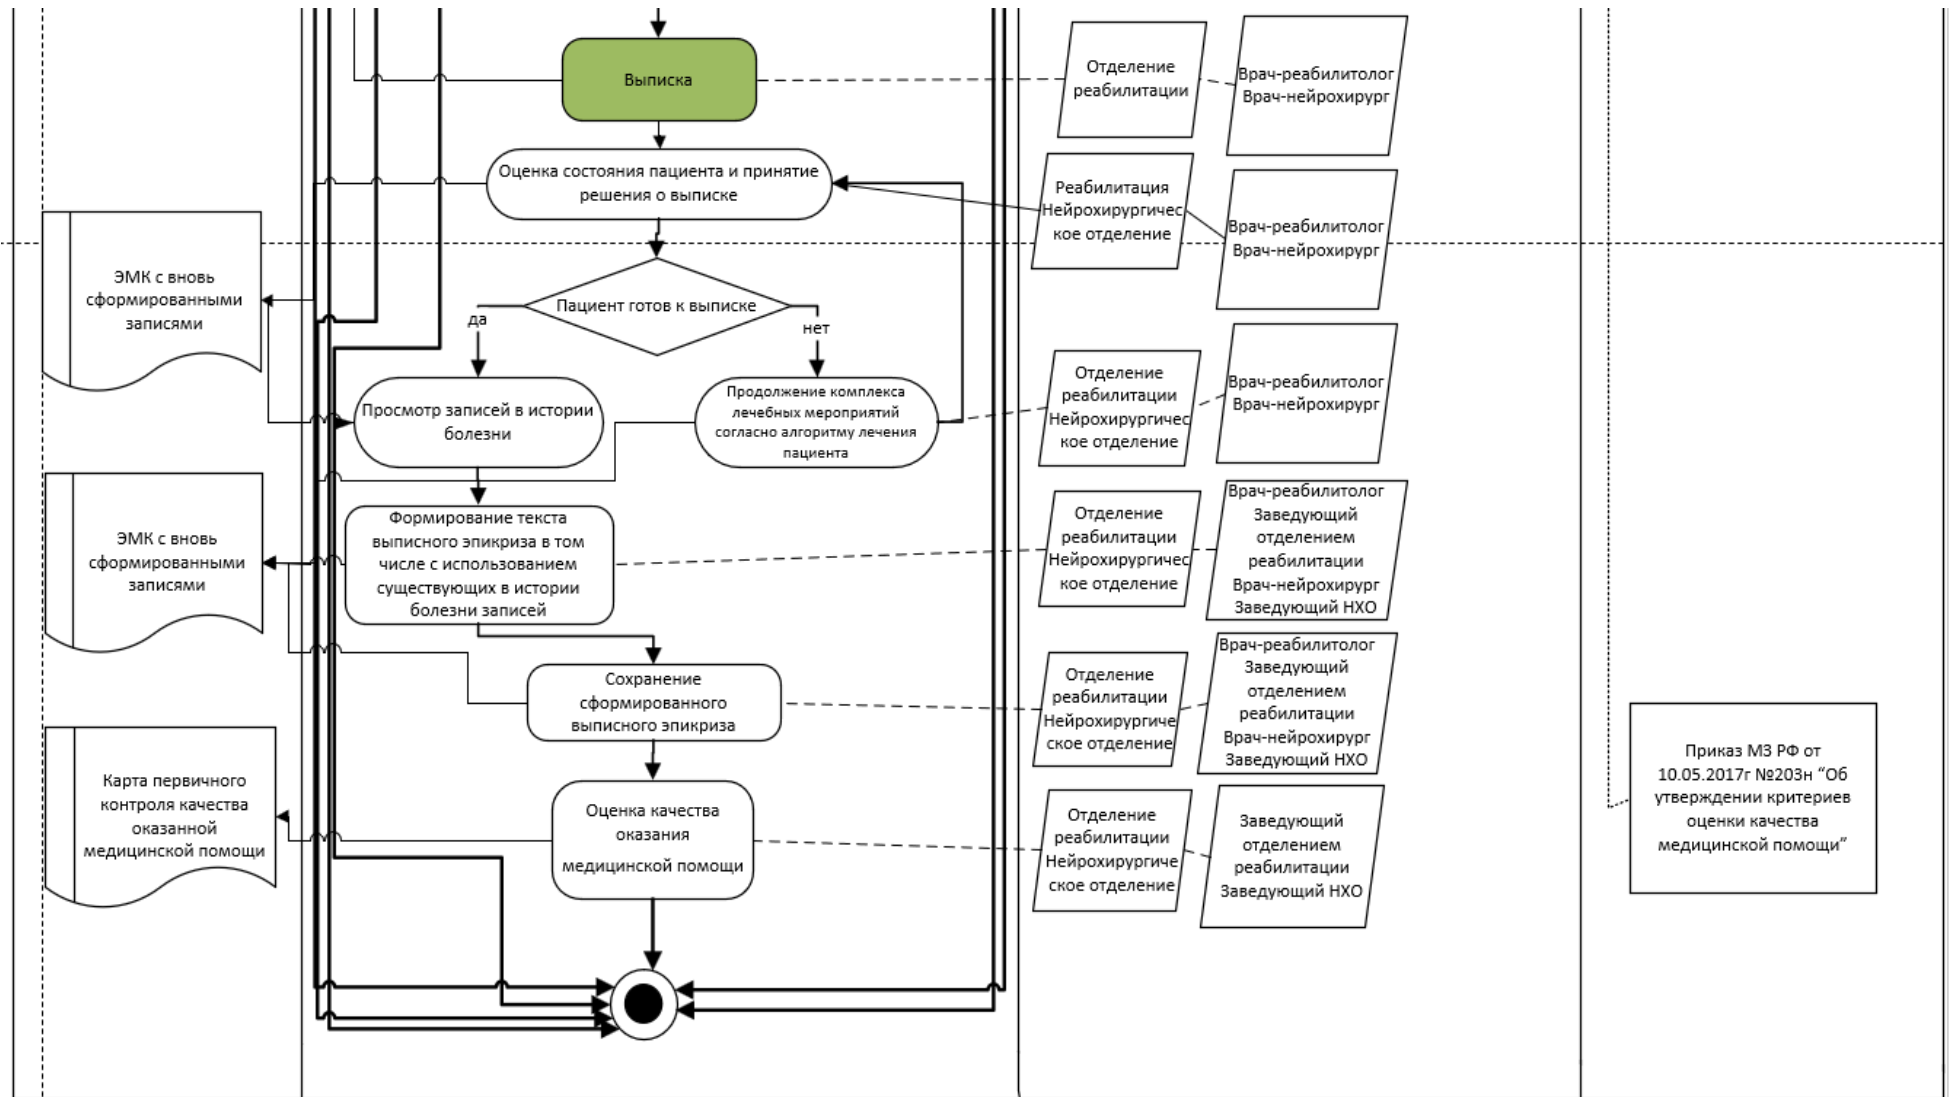 Выписка
Отделение
реабилитации
Врач-реабилитолог
Врач-нейрохирург
Оценка состояния пациента и принятие
решения о выписке
Реабилитация
Нейрохирургичес
кое отделение
Врач-реабилитолог
Врач-нейрохирург
ЭМК с вновь
сформированными
записями
Пациент готов к выписке
да
нет
Просмотр записей в истории
болезни
Продолжение комплекса
лечебных мероприятий
согласно алгоритму лечения
пациента
Отделение
реабилитации
Нейрохирургичес
кое отделение
Врач-реабилитолог
Врач-нейрохирург
ЭМК с вновь
сформированными
записями
Формирование текста
выписного эпикриза в том
числе с использованием
существующих в истории
болезни записей
Отделение
реабилитации
Нейрохирургичес
кое отделение
Врач-реабилитолог
Заведующий
отделением
реабилитации
Врач-нейрохирург
Заведующий НХО
Сохранение
сформированного
выписного эпикриза
Отделение
реабилитации
Нейрохирургиче
ское отделение
Врач-реабилитолог
Заведующий
отделением
реабилитации
Врач-нейрохирург
Заведующий НХО
Карта первичного
контроля качества
оказанной
медицинской помощи
Оценка качества
оказания
медицинской помощи
Отделение
реабилитации
Нейрохирургиче
ское отделение
Заведующий
отделением
реабилитации
Заведующий НХО
Приказ МЗ РФ от
10.05.2017г №203н “Об
утверждении критериев
оценки качества
медицинской помощи”